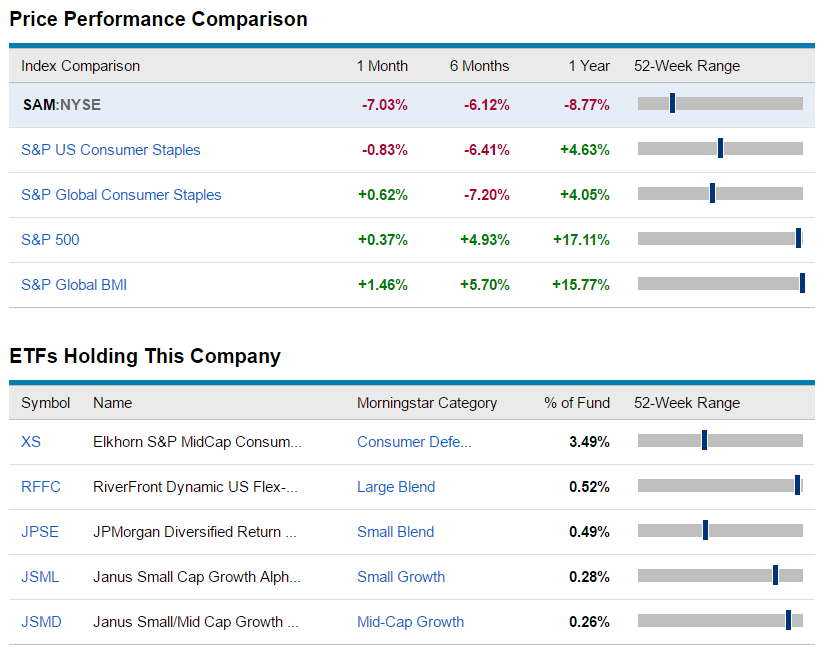 Price Performance Comparison
Index Comparison 1 Month 6 Months 1 Year 52-Week Range
SAM:NYSE -7.03% -6.12% -8.77%
S&P US Consumer Staples -0.83% -6.41% +4.63%
S&P Global Consumer Staples +0.62% -7.20% +4.05%
S&P 500 +0.37% +4.93% +17.11%
S&P Global BMI +1.46% +5.70% +15.77%
ETFs Holding This Company
Symbol Name Morningstar Category % of Fund 52-Week Range
XS Elkhorn S&P MidCap Consum... Consumer Defe... 3.49%
RFFC RiverFront Dynamic US Flex-... Large Blend 0.52%
JPSE JPMorgan Diversified Return ... Small Blend 0.49%
JSML Janus Small Cap Growth Alph... Small Growth 0.28%
JSMD Janus Small/Mid Cap Growth ... Mid-Cap Growth 0.26%